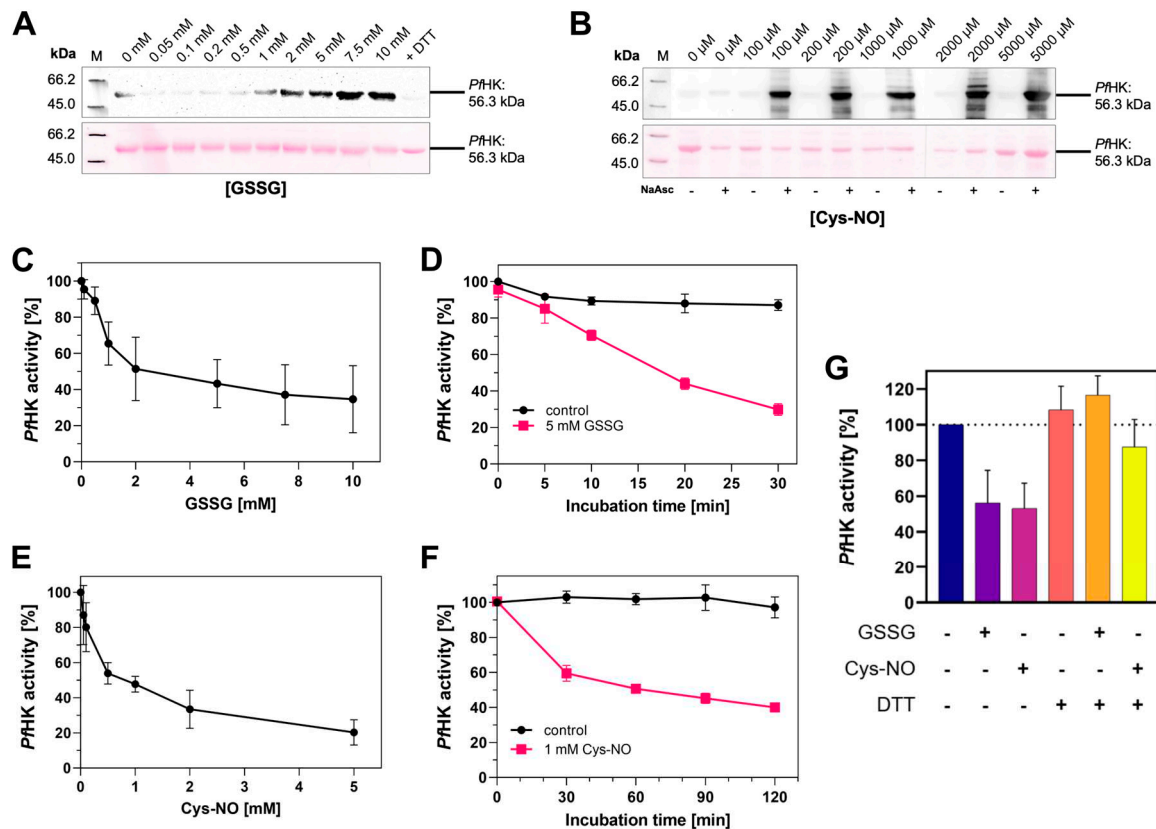 A
kDa
M
0 mM
0.05 mM
0.1 mM
0.2 mM
0.5 mM
1 mM
2 mM
5 mM
7.5 mM
10 mM
+ DTT
66.2
45.0
PfHK:
56.3 kDa
66.2
45.0
PfHK:
56.3 kDa
[GSSG]
B
kDa
M
0 µM
0 µM
100 µM
100 µM
200 µM
200 µM
1000 µM
1000 µM
2000 µM
2000 µM
5000 µM
5000 µM
66.2
45.0
PfHK:
56.3 kDa
66.2
45.0
PfHK:
56.3 kDa
NaAsc - + - + - + - + - + - +
[Cys-NO]
C
PfHK activity [%]
100
80
60
40
20
0
0 2 4 6 8 10
GSSG [mM]
D
PfHK activity [%]
100
80
60
40
20
0
control
5 mM GSSG
0 5 10 15 20 25 30
Incubation time [min]
E
PfHK activity [%]
100
80
60
40
20
0
0 1 2 3 4 5
Cys-NO [mM]
F
PfHK activity [%]
100
80
60
40
20
0
control
1 mM Cys-NO
0 30 60 90 120
Incubation time [min]
G
PfHK activity [%]
120
100
80
60
40
20
0
GSSG - + - - + -
Cys-NO - - + - - +
DTT - - - + + +